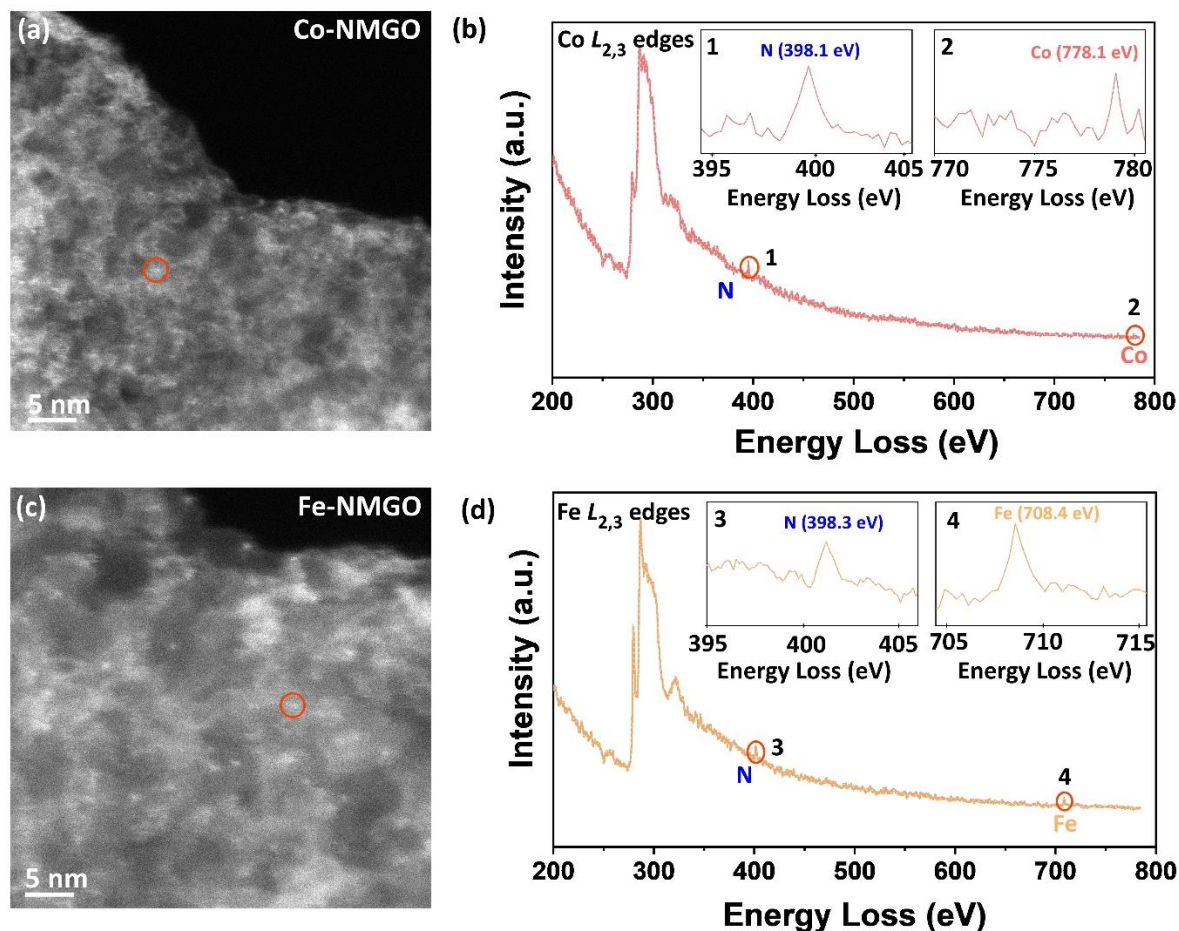 (a)
Co-NMGO
5 nm
(b)
Co L2,3 edges
1
N (398.1 eV)
395 400 405
Energy Loss (eV)
2
Co (778.1 eV)
770 775 780
Energy Loss (eV)
Intensity (a.u.)
1
N
2
Co
200 300 400 500 600 700 800
Energy Loss (eV)
(c)
Fe-NMGO
5 nm
(d)
Fe L2,3 edges
3
N (398.3 eV)
395 400 405
Energy Loss (eV)
4
Fe (708.4 eV)
705 710 715
Energy Loss (eV)
Intensity (a.u.)
3
N
4
Fe
200 300 400 500 600 700 800
Energy Loss (eV)